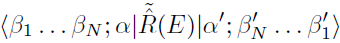 ⟨β₁ … β_N; α|R̃̂(E)|α′; β′_N … β′₁⟩